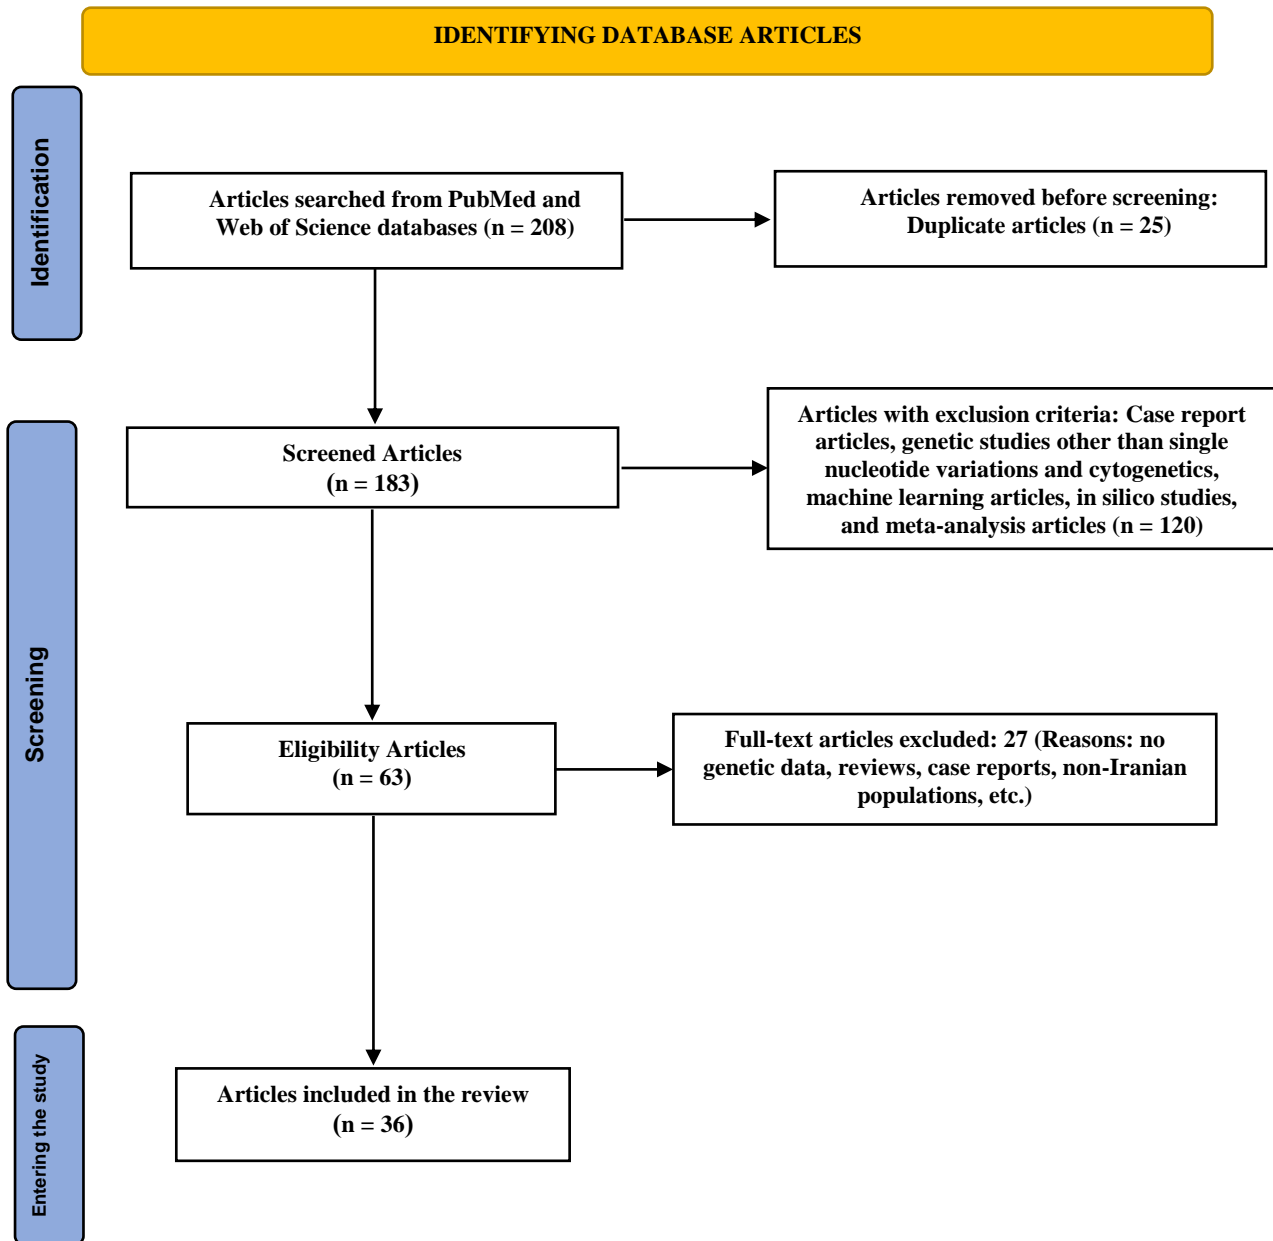 IDENTIFYING DATABASE ARTICLES
Identification
Articles searched from PubMed and
Web of Science databases (n = 208)
Articles removed before screening:
Duplicate articles (n = 25)
Screening
Screened Articles
(n = 183)
Articles with exclusion criteria: Case report
articles, genetic studies other than single
nucleotide variations and cytogenetics,
machine learning articles, in silico studies,
and meta-analysis articles (n = 120)
Eligibility Articles
(n = 63)
Full-text articles excluded: 27 (Reasons: no
genetic data, reviews, case reports, non-Iranian
populations, etc.)
Entering the study
Articles included in the review
(n = 36)